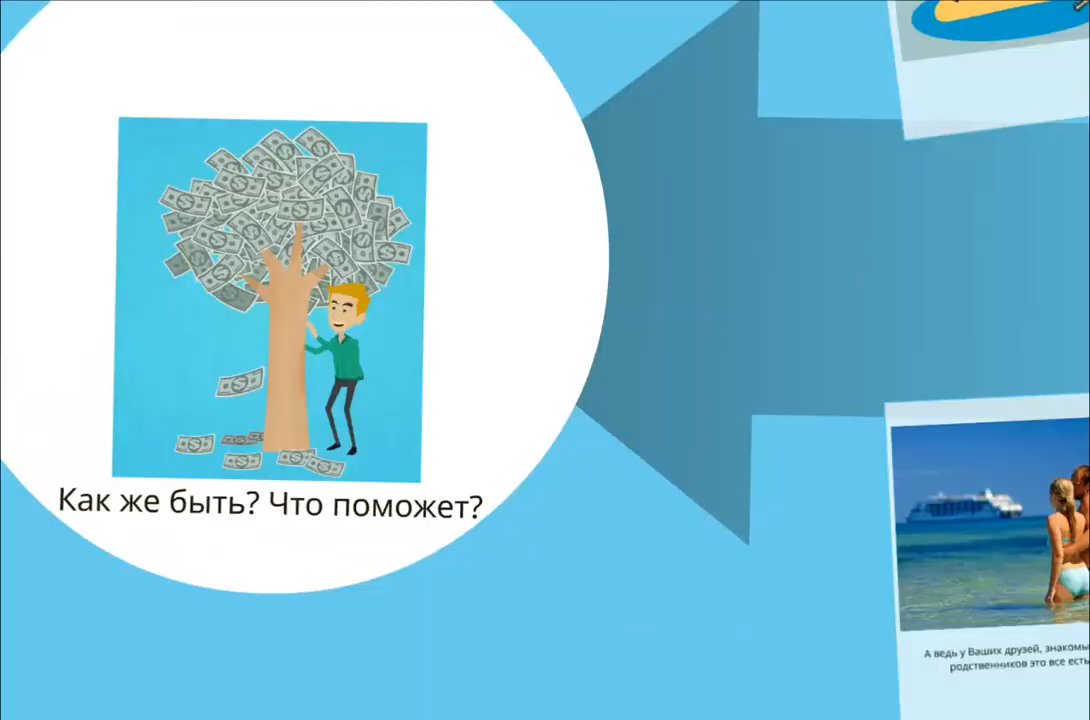 Как же быть? Что поможет?
А ведь у Ваших друзей, знакомы
родственников это все есть